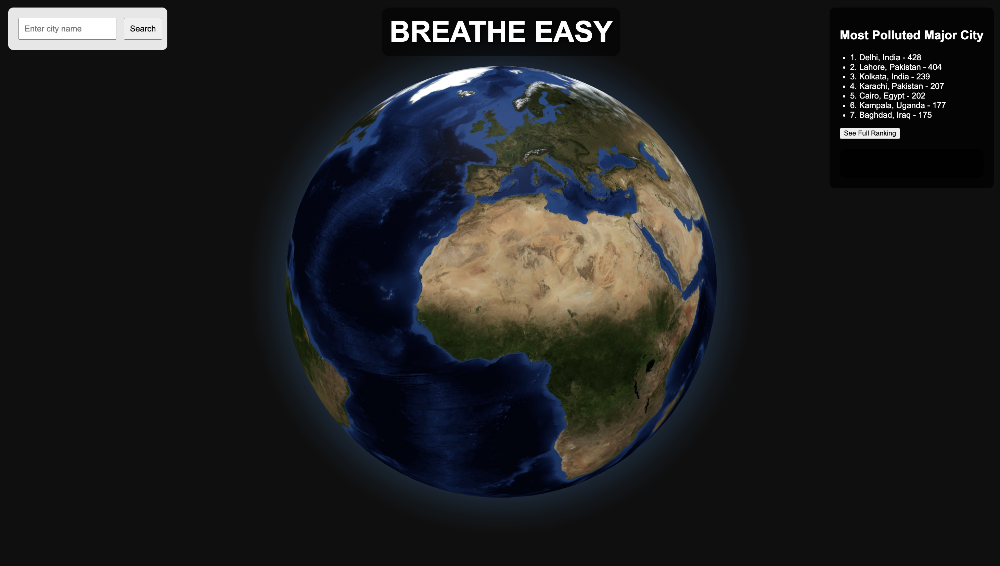 Enter city name
Search
BREATHE EASY
Most Polluted Major City
1. Delhi, India - 428
2. Lahore, Pakistan - 404
3. Kolkata, India - 239
4. Karachi, Pakistan - 207
5. Cairo, Egypt - 202
6. Kampala, Uganda - 177
7. Baghdad, Iraq - 175
See Full Ranking